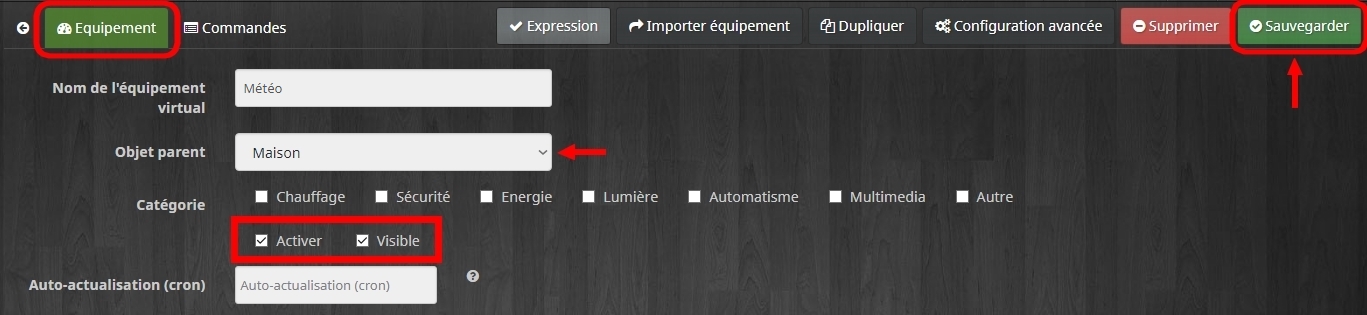 Equipement Commandes Expression Importer équipement Dupliquer Configuration avancée Supprimer Sauvegarder
Nom de l'équipement virtual Météo
Objet parent Maison
Catégorie Chauffage Sécurité Energie Lumière Automatisme Multimedia Autre
Activer Visible
Auto-actualisation (cron) Auto-actualisation (cron) ?